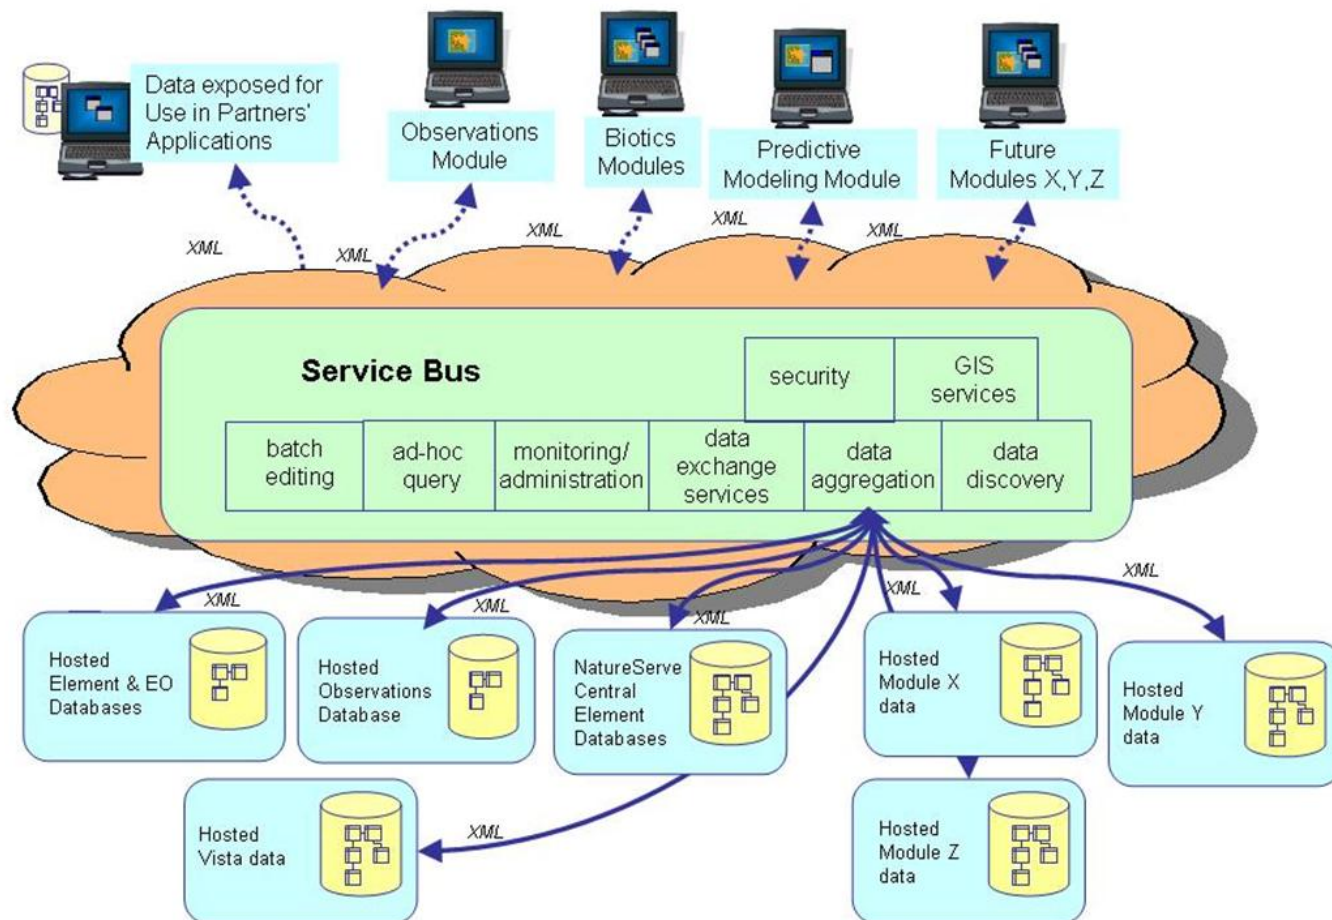 Data exposed for
Use in Partners'
Applications
Observations
Module
Biotics
Modules
Predictive
Modeling Module
Future
Modules X,Y,Z
XML
XML
XML
XML
XML
Service Bus
security
GIS
services
batch
editing
ad-hoc
query
monitoring/
administration
data
exchange
services
data
aggregation
data
discovery
XML
XML
XML
XML
XML
Hosted
Element & EO
Databases
Hosted
Observations
Database
NatureServe
Central
Element
Databases
Hosted
Module X
data
Hosted
Module Y
data
Hosted
Vista data
XML
Hosted
Module Z
data